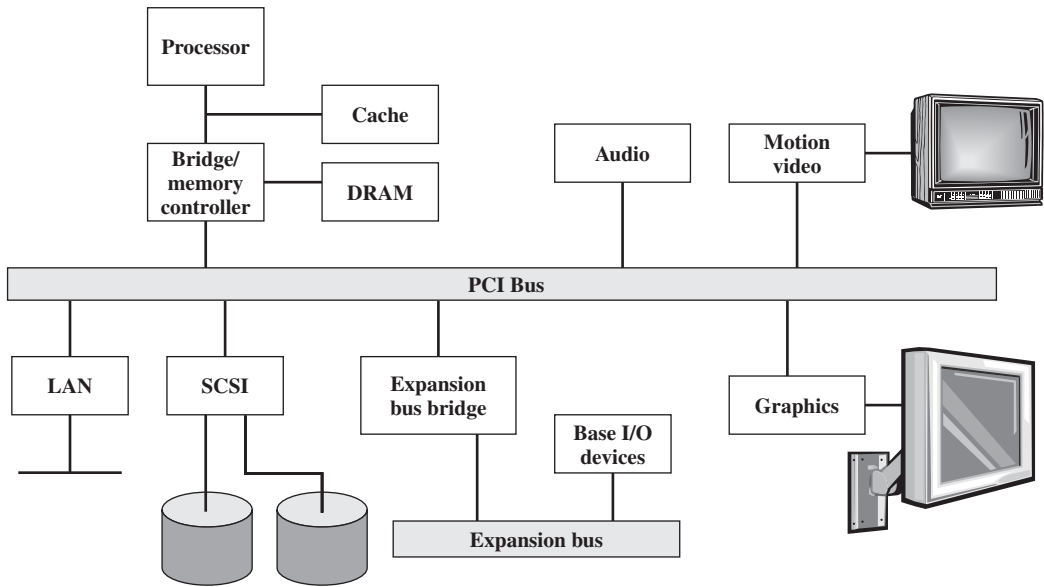 Processor
Cache
Bridge/
memory
controller
DRAM
Audio
Motion
video
PCI Bus
LAN
SCSI
Expansion
bus bridge
Base I/O
devices
Graphics
Expansion bus